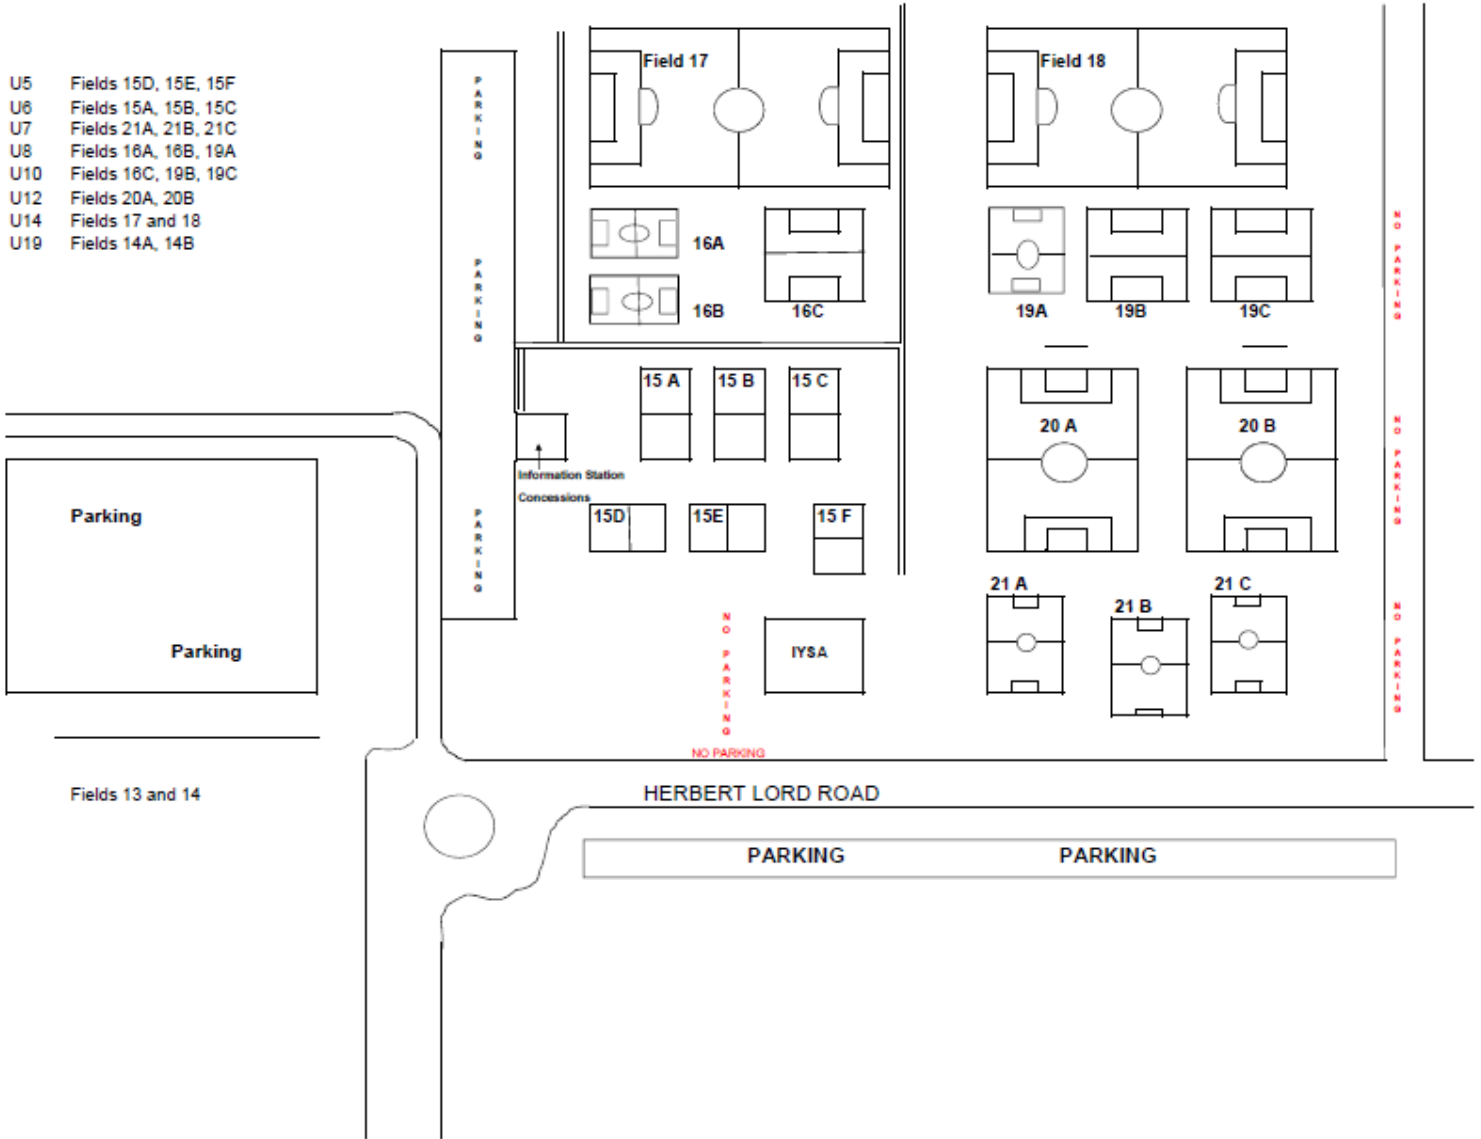 U5 Fields 15D, 15E, 15F
U6 Fields 15A, 15B, 15C
U7 Fields 21A, 21B, 21C
U8 Fields 16A, 16B, 19A
U10 Fields 16C, 19B, 19C
U12 Fields 20A, 20B
U14 Fields 17 and 18
U19 Fields 14A, 14B
PARKING
PARKING
PARKING
Field 17
Field 18
16A
16B
16C
19A
19B
19C
NO PARKING
NO PARKING
NO PARKING
15 A
15 B
15 C
20 A
20 B
Information Station
Concessions
15D
15E
15 F
21 A
21 B
21 C
Parking
Parking
NO PARKING
IYSA
NO PARKING
Fields 13 and 14
HERBERT LORD ROAD
PARKING
PARKING